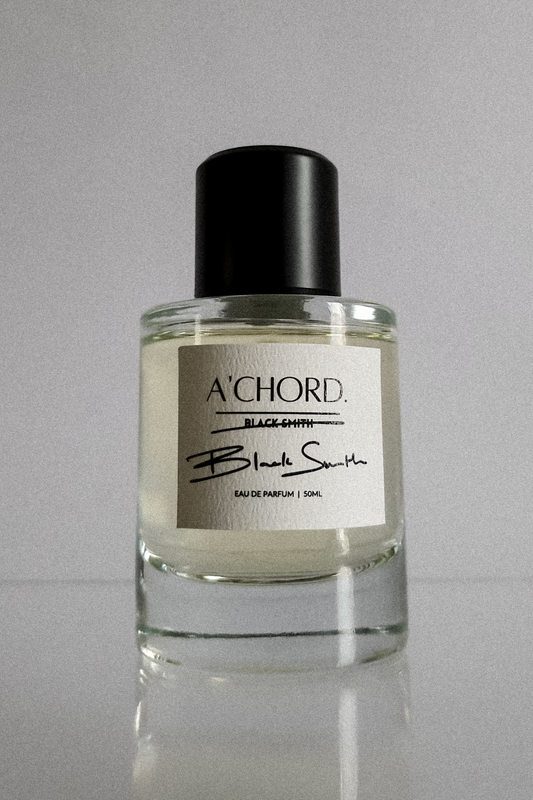 A'CHORD.
BLACK SMITH
Black Smith
EAU DE PARFUM | 50ML